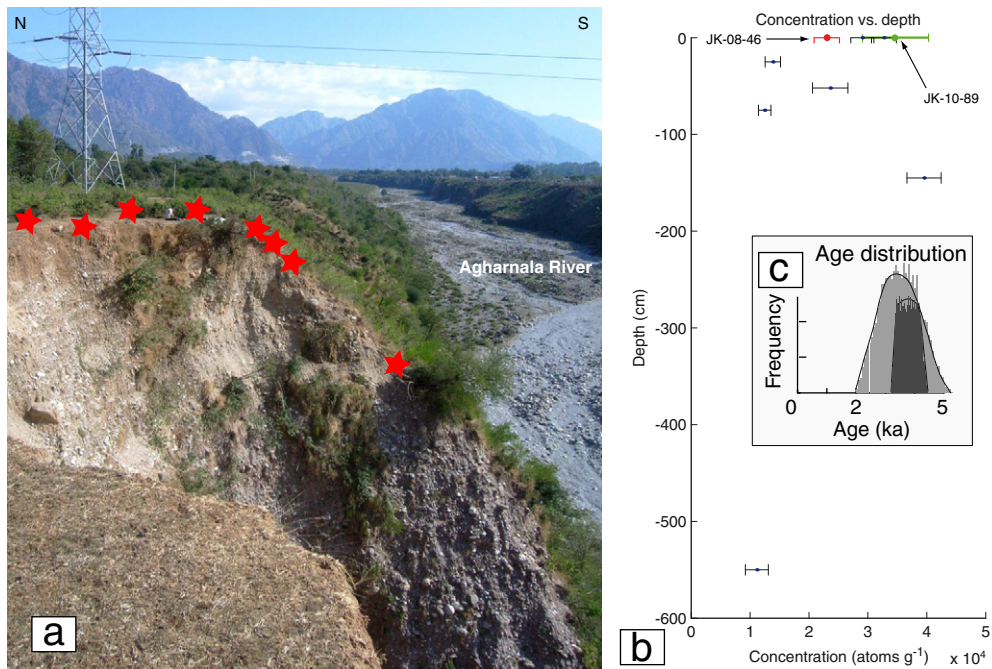 N
S
Agharnala River
a
b
Concentration vs. depth
JK-08-46
JK-10-89
0
-100
-200
-300
-400
-500
-600
Depth (cm)
0
1
2
3
4
5
Concentration (atoms g⁻¹)
x 10⁴
c
Age distribution
Frequency
0
2
5
Age (ka)